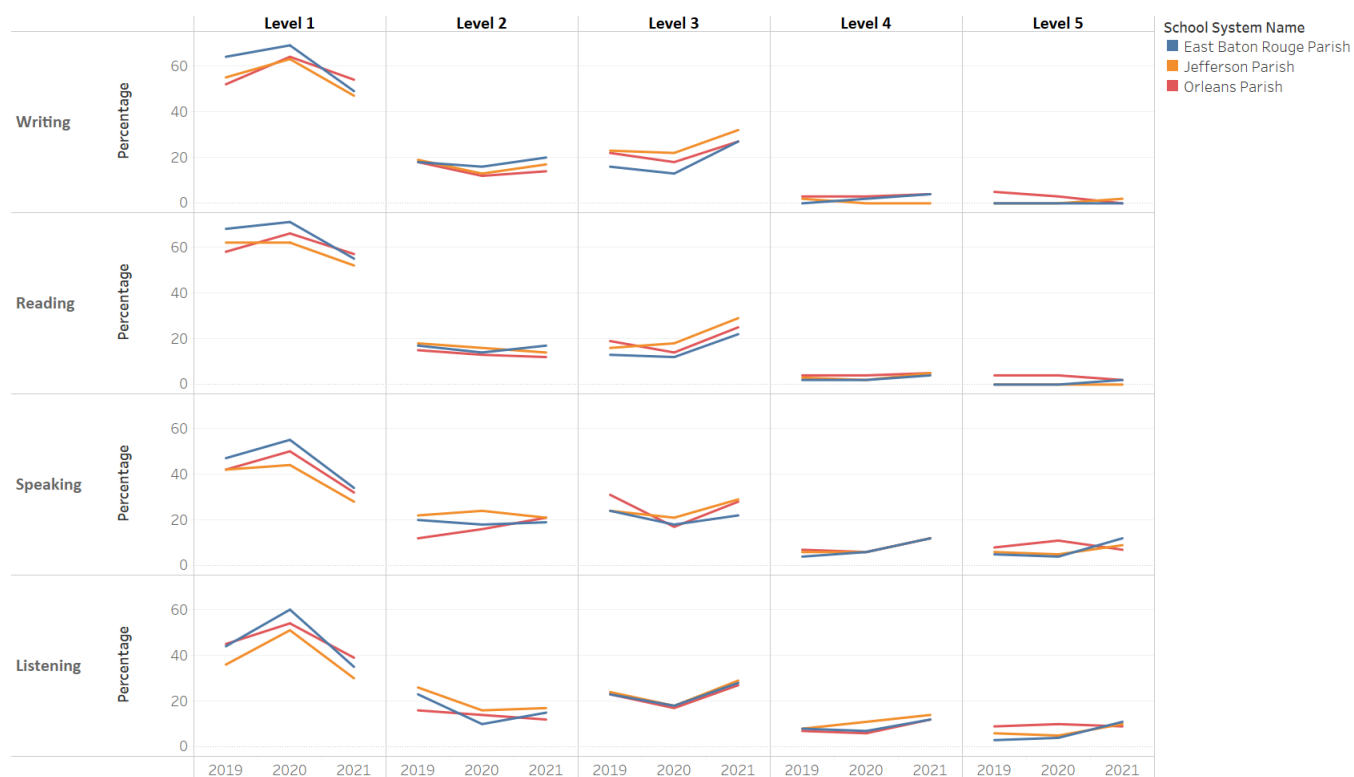 Level 1 Level 2 Level 3 Level 4 Level 5
School System Name
East Baton Rouge Parish
Jefferson Parish
Orleans Parish
Writing
Percentage
60
40
20
0
Reading
Percentage
60
40
20
0
Speaking
Percentage
60
40
20
0
Listening
Percentage
60
40
20
0
2019 2020 2021 2019 2020 2021 2019 2020 2021 2019 2020 2021 2019 2020 2021